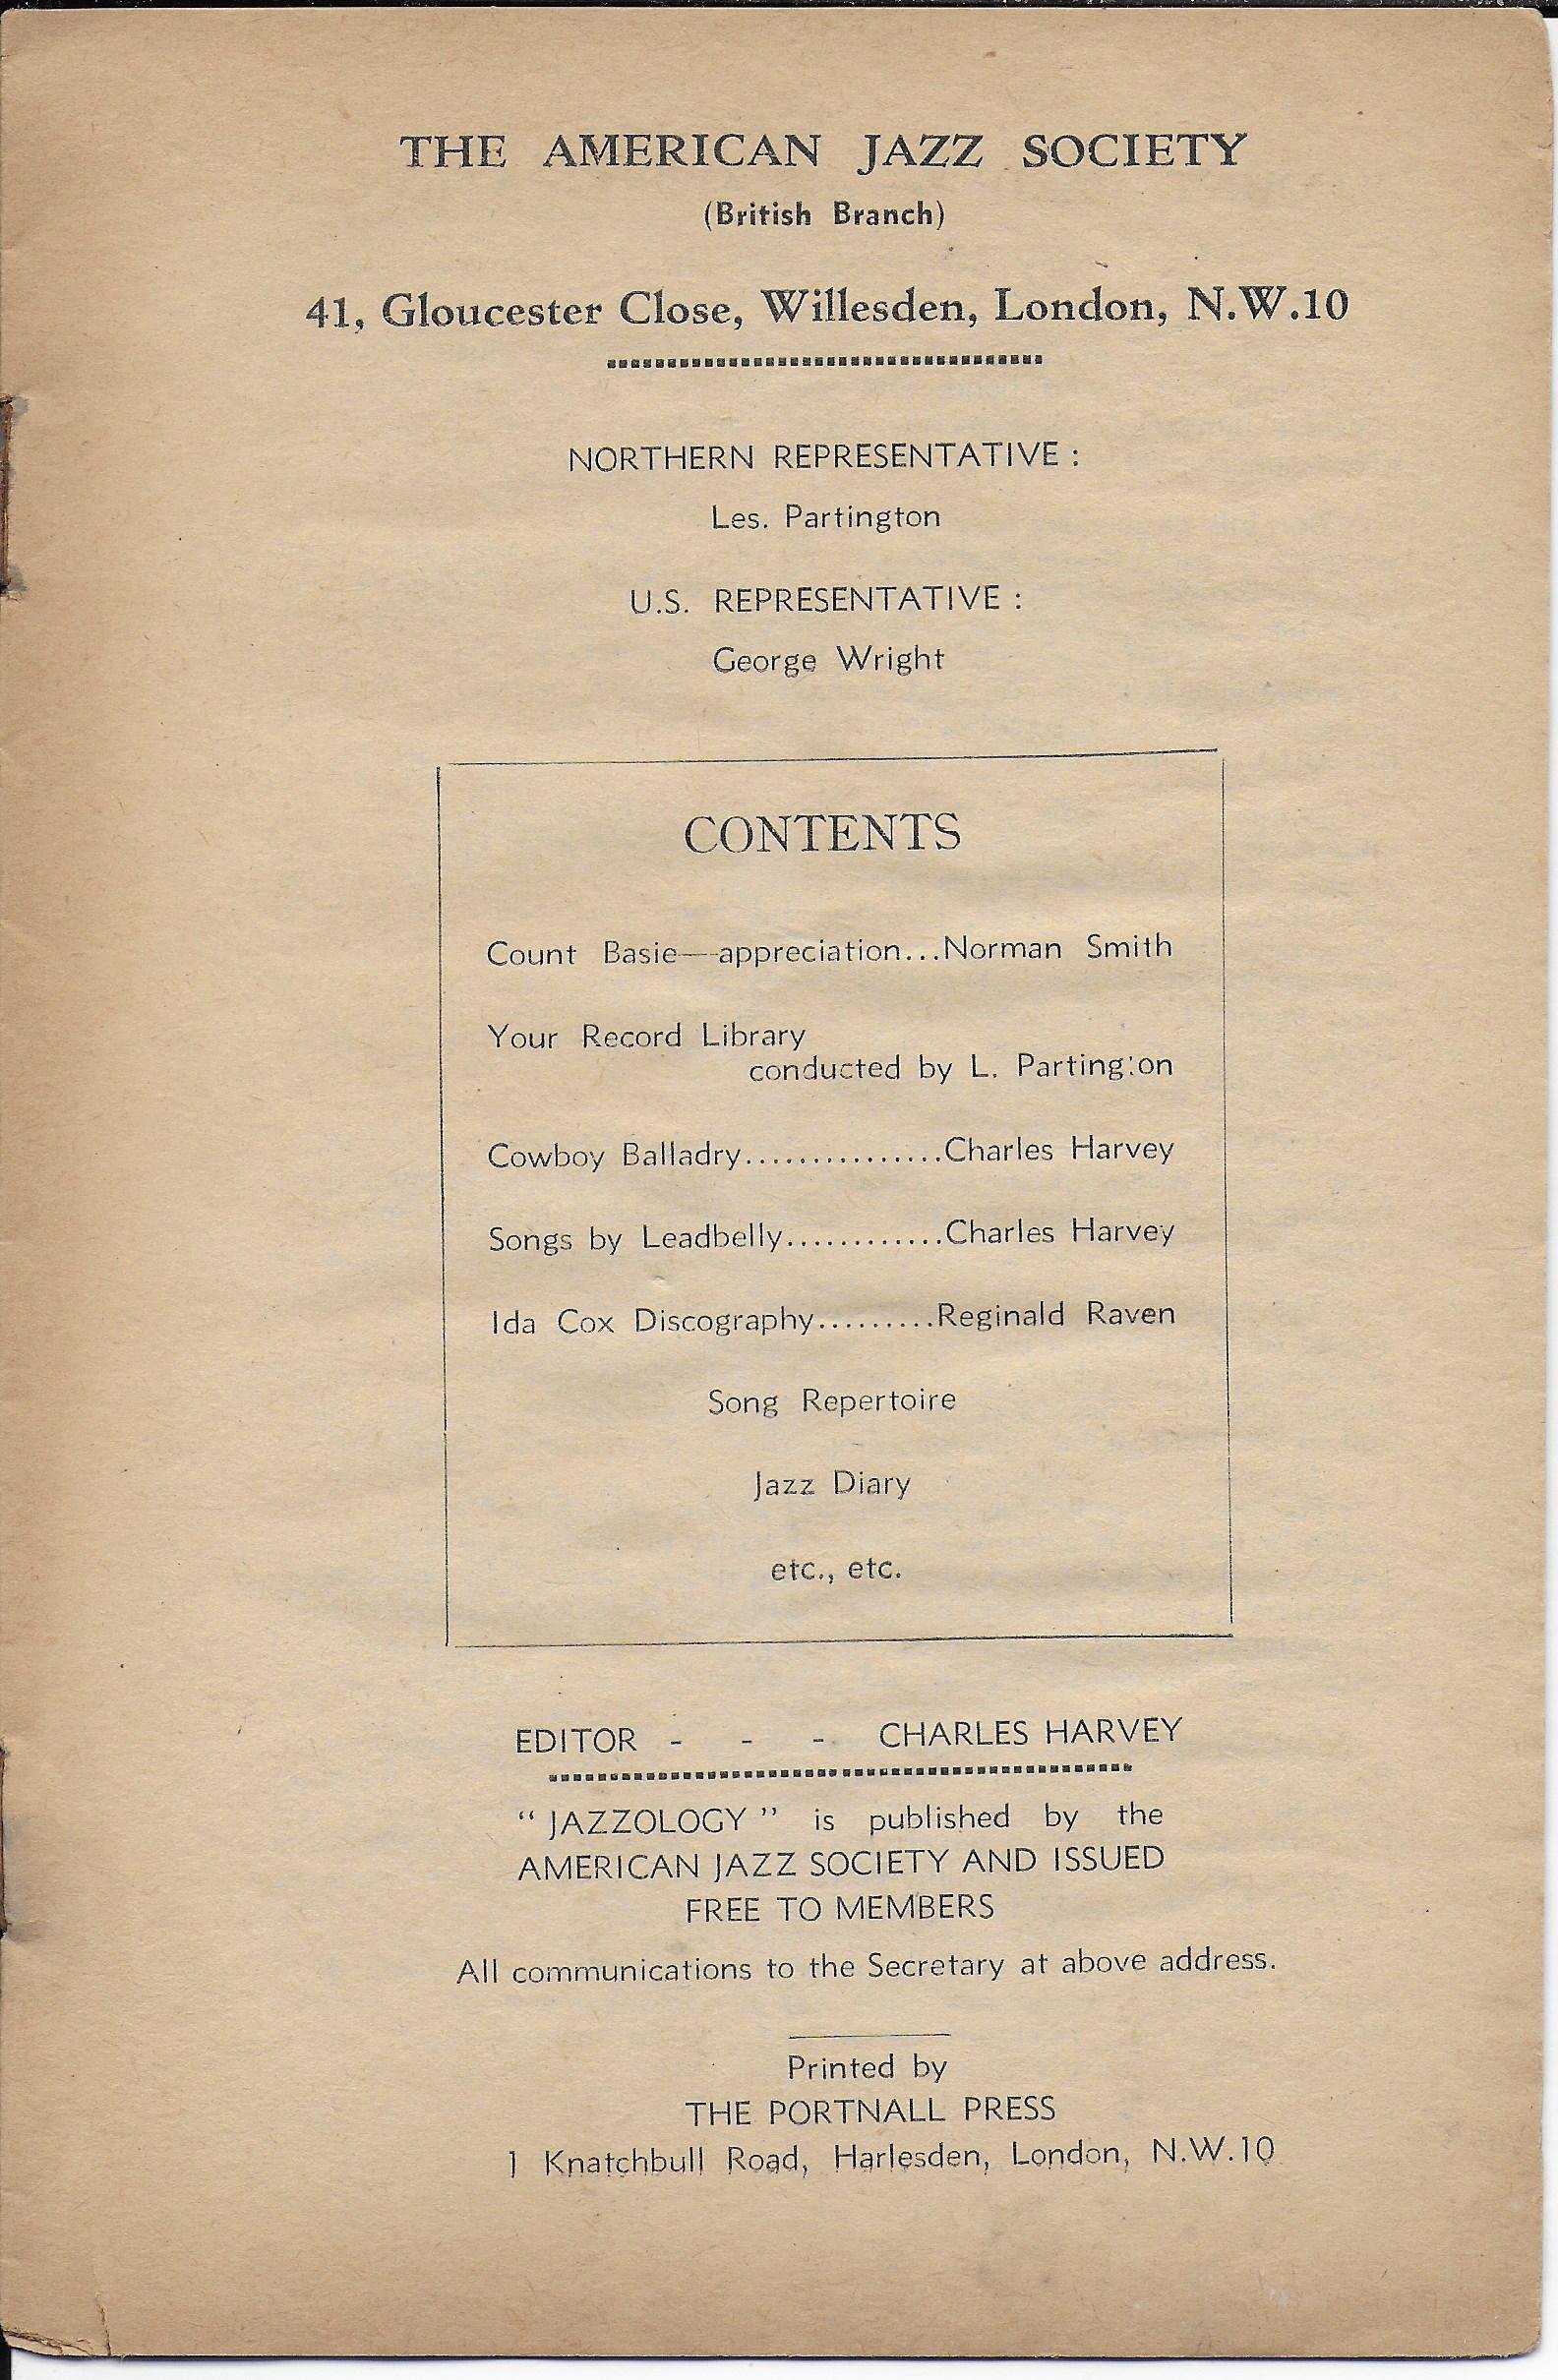 THE AMERICAN JAZZ SOCIETY
(British Branch)
41, Gloucester Close, Willesden, London, N.W.10
NORTHERN REPRESENTATIVE :
Les. Partington
U.S. REPRESENTATIVE :
George Wright
CONTENTS
Count Basie—appreciation...Norman Smith
Your Record Library
conducted by L. Partington
Cowboy Balladry...............Charles Harvey
Songs by Leadbelly............Charles Harvey
Ida Cox Discography.........Reginald Raven
Song Repertoire
Jazz Diary
etc., etc.
EDITOR - - - CHARLES HARVEY
“ JAZZOLOGY ” is published by the
AMERICAN JAZZ SOCIETY AND ISSUED
FREE TO MEMBERS
All communications to the Secretary at above address.
Printed by
THE PORTNALL PRESS
1 Knatchbull Road, Harlesden, London, N.W.10